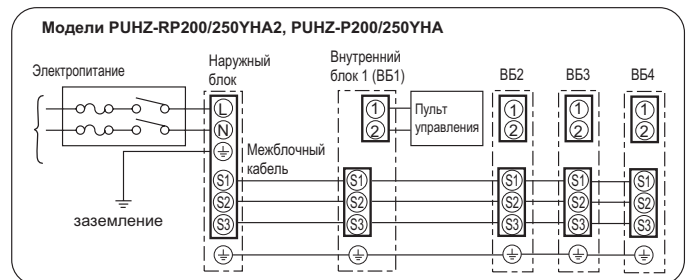 Модели PUHZ-RP200/250YHA2, PUHZ-P200/250YHA
Электропитание
Наружный
блок
Внутренний
блок 1 (ВБ1)
ВБ2
ВБ3
ВБ4
L
N
1
2
Пульт
управления
1
2
1
2
1
2
Межблочный
кабель
S1
S2
S3
S1
S2
S3
S1
S2
S3
S1
S2
S3
S1
S2
S3
заземление